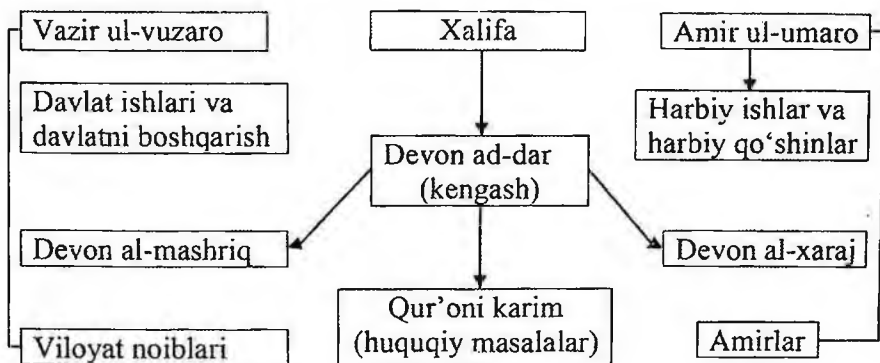 Vazir ul-vuzaro
Xalifa
Amir ul-umaro
Davlat ishlari va
davlatni boshqarish
Harbiy ishlar va
harbiy qo‘shinlar
Devon ad-dar
(kengash)
Devon al-mashriq
Devon al-xaraj
Qur’oni karim
(huquqiy masalalar)
Viloyat noiblari
Amirlar